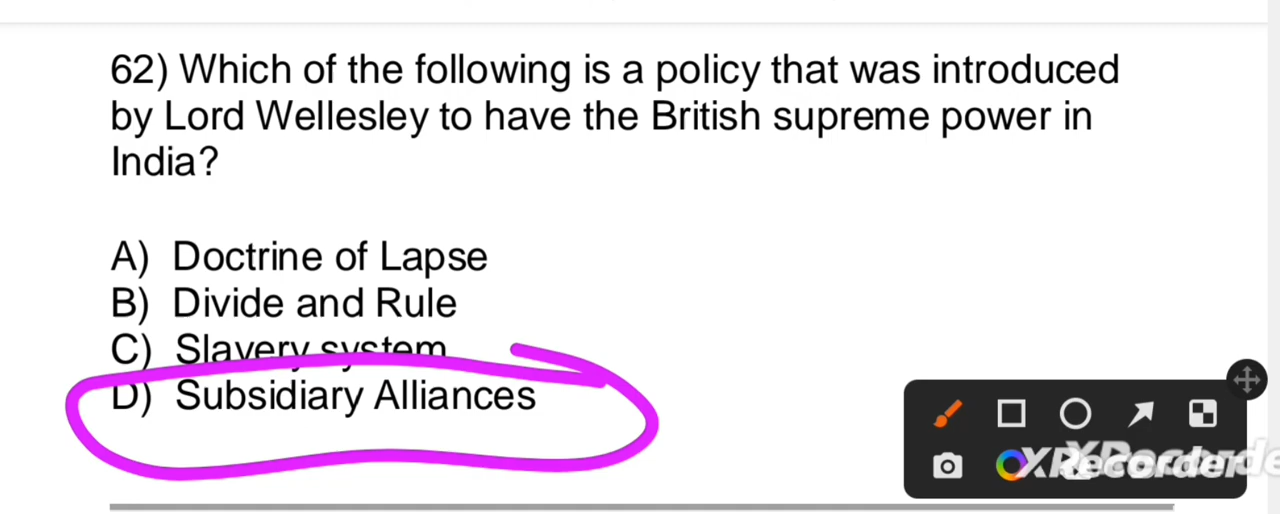 62) Which of the following is a policy that was introduced
by Lord Wellesley to have the British supreme power in
India?
A) Doctrine of Lapse
B) Divide and Rule
C) Slavery system
D) Subsidiary Alliances
XRecorder